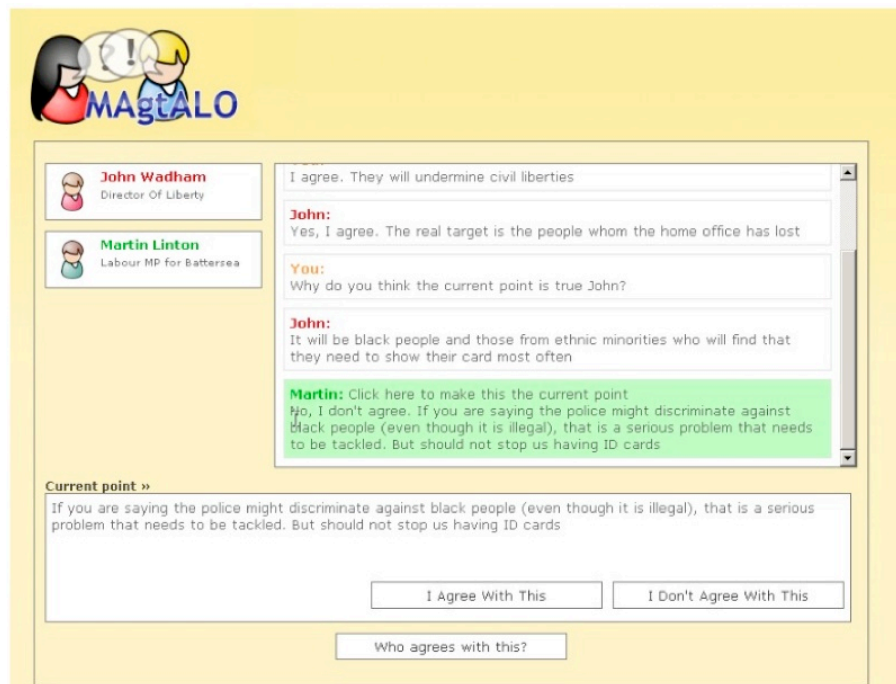 ?
!
MAgtALO
John Wadham
Director Of Liberty
Martin Linton
Labour MP for Battersea
You:
I agree. They will undermine civil liberties
John:
Yes, I agree. The real target is the people whom the home office has lost
You:
Why do you think the current point is true John?
John:
It will be black people and those from ethnic minorities who will find that
they need to show their card most often
Martin: Click here to make this the current point
No, I don't agree. If you are saying the police might discriminate against
black people (even though it is illegal), that is a serious problem that needs
to be tackled. But should not stop us having ID cards
Current point »
If you are saying the police might discriminate against black people (even though it is illegal), that is a serious
problem that needs to be tackled. But should not stop us having ID cards
I Agree With This
I Don't Agree With This
Who agrees with this?